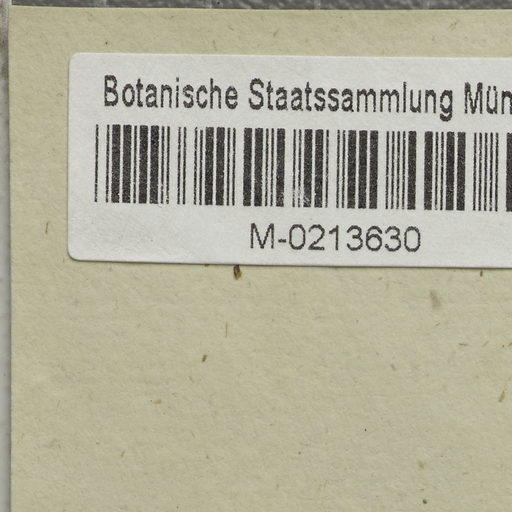 Botanische Staatssammlung Mün
M-0213630